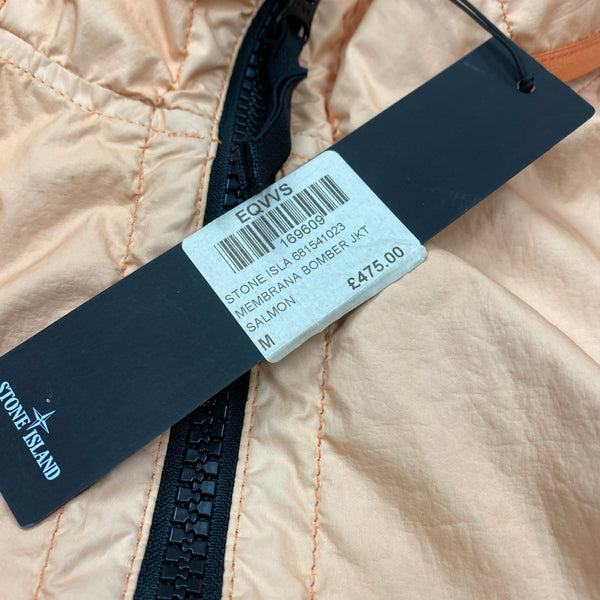 EQVVS
169609
STONE ISLA 681541023
MEMBRANA BOMBER JKT
SALMON
£475.00
M
STONE ISLAND